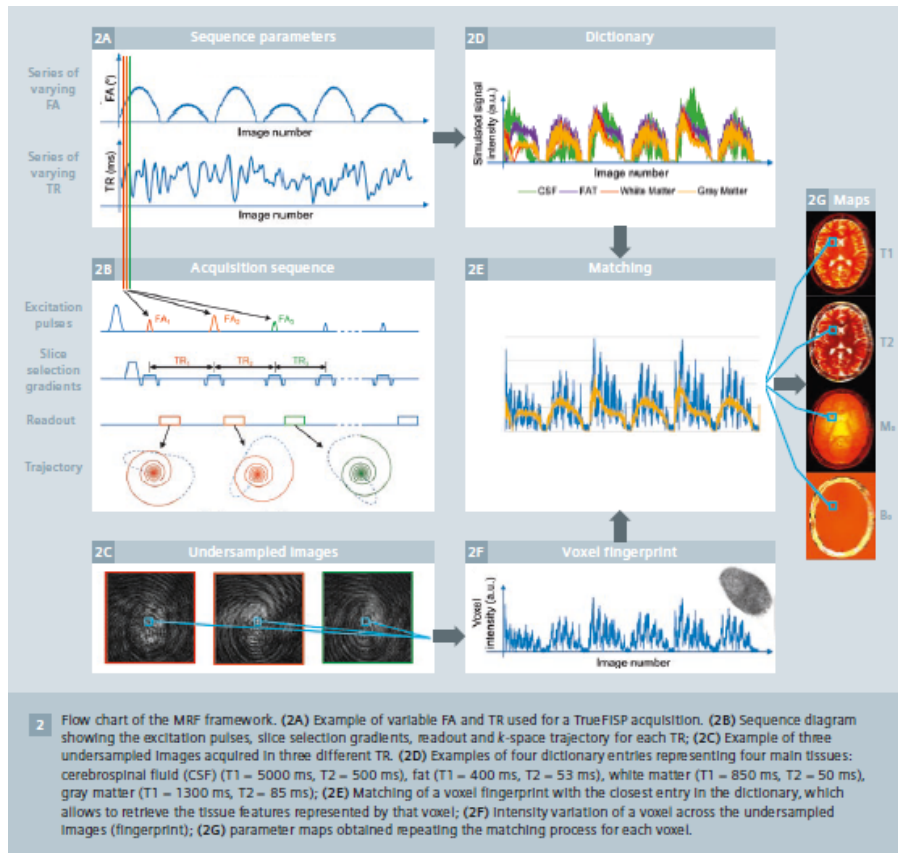 2A Sequence parameters
Series of
varying
FA
FA (°)
Image number
Series of
varying
TR
TR (ms)
Image number
2D Dictionary
Simulated signal
intensity (a.u.)
Image number
CSF FAT White Matter Gray Matter
2B Acquisition sequence
Excitation
pulses
FA₁ FA₂ FA₃
Slice
selection
gradients
TR₁ TR₂ TR₃
Readout
Trajectory
2E Matching
2G Maps
T1
T2
M₀
B₀
2C Undersampled images
2F Voxel fingerprint
Voxel
intensity (a.u.)
Image number
2 Flow chart of the MRF framework. (2A) Example of variable FA and TR used for a TrueFISP acquisition. (2B) Sequence diagram
showing the excitation pulses, slice selection gradients, readout and k-space trajectory for each TR; (2C) Example of three
undersampled images acquired in three different TR. (2D) Examples of four dictionary entries representing four main tissues:
cerebrospinal fluid (CSF) (T1 = 5000 ms, T2 = 500 ms), fat (T1 = 400 ms, T2 = 53 ms), white matter (T1 = 850 ms, T2 = 50 ms),
gray matter (T1 = 1300 ms, T2 = 85 ms); (2E) Matching of a voxel fingerprint with the closest entry in the dictionary, which
allows to retrieve the tissue features represented by that voxel; (2F) Intensity variation of a voxel across the undersampled
images (fingerprint); (2G) parameter maps obtained repeating the matching process for each voxel.